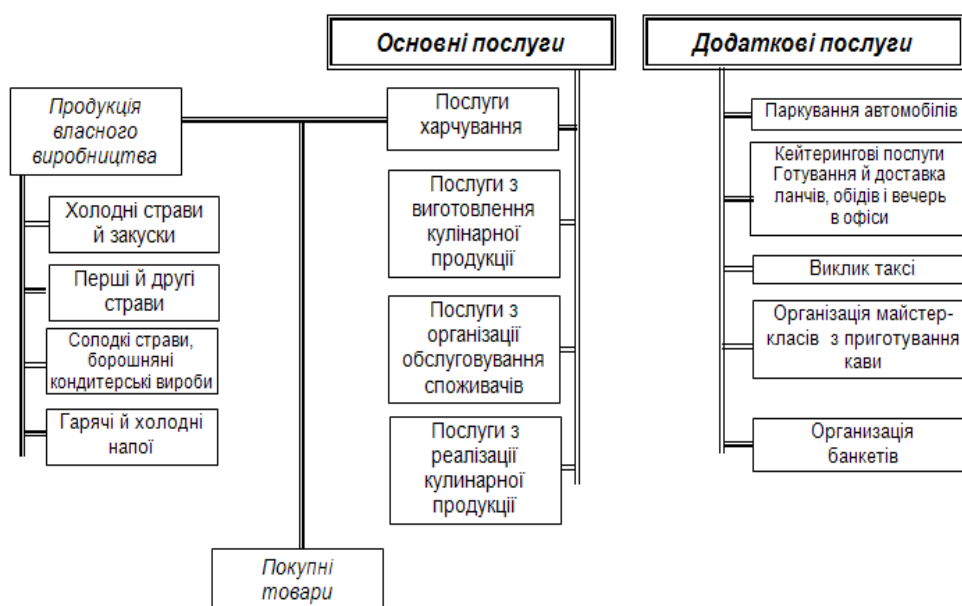 Основні послуги
Додаткові послуги
Продукція
власного
виробництва
Холодні страви
й закуски
Перші й другі
страви
Солодкі страви,
борошняні
кондитерські вироби
Гарячі й холодні
напої
Покупні
товари
Послуги
харчування
Послуги з
виготовлення
кулінарної
продукції
Послуги з
організації
обслуговування
споживачів
Послуги з
реалізації
кулинарної
продукції
Паркування автомобілів
Кейтерингові послуги
Готування й доставка
ланчів, обідів і вечерь
в офіси
Виклик таксі
Організація майстер-
класів з приготування
кави
Организація
банкетів